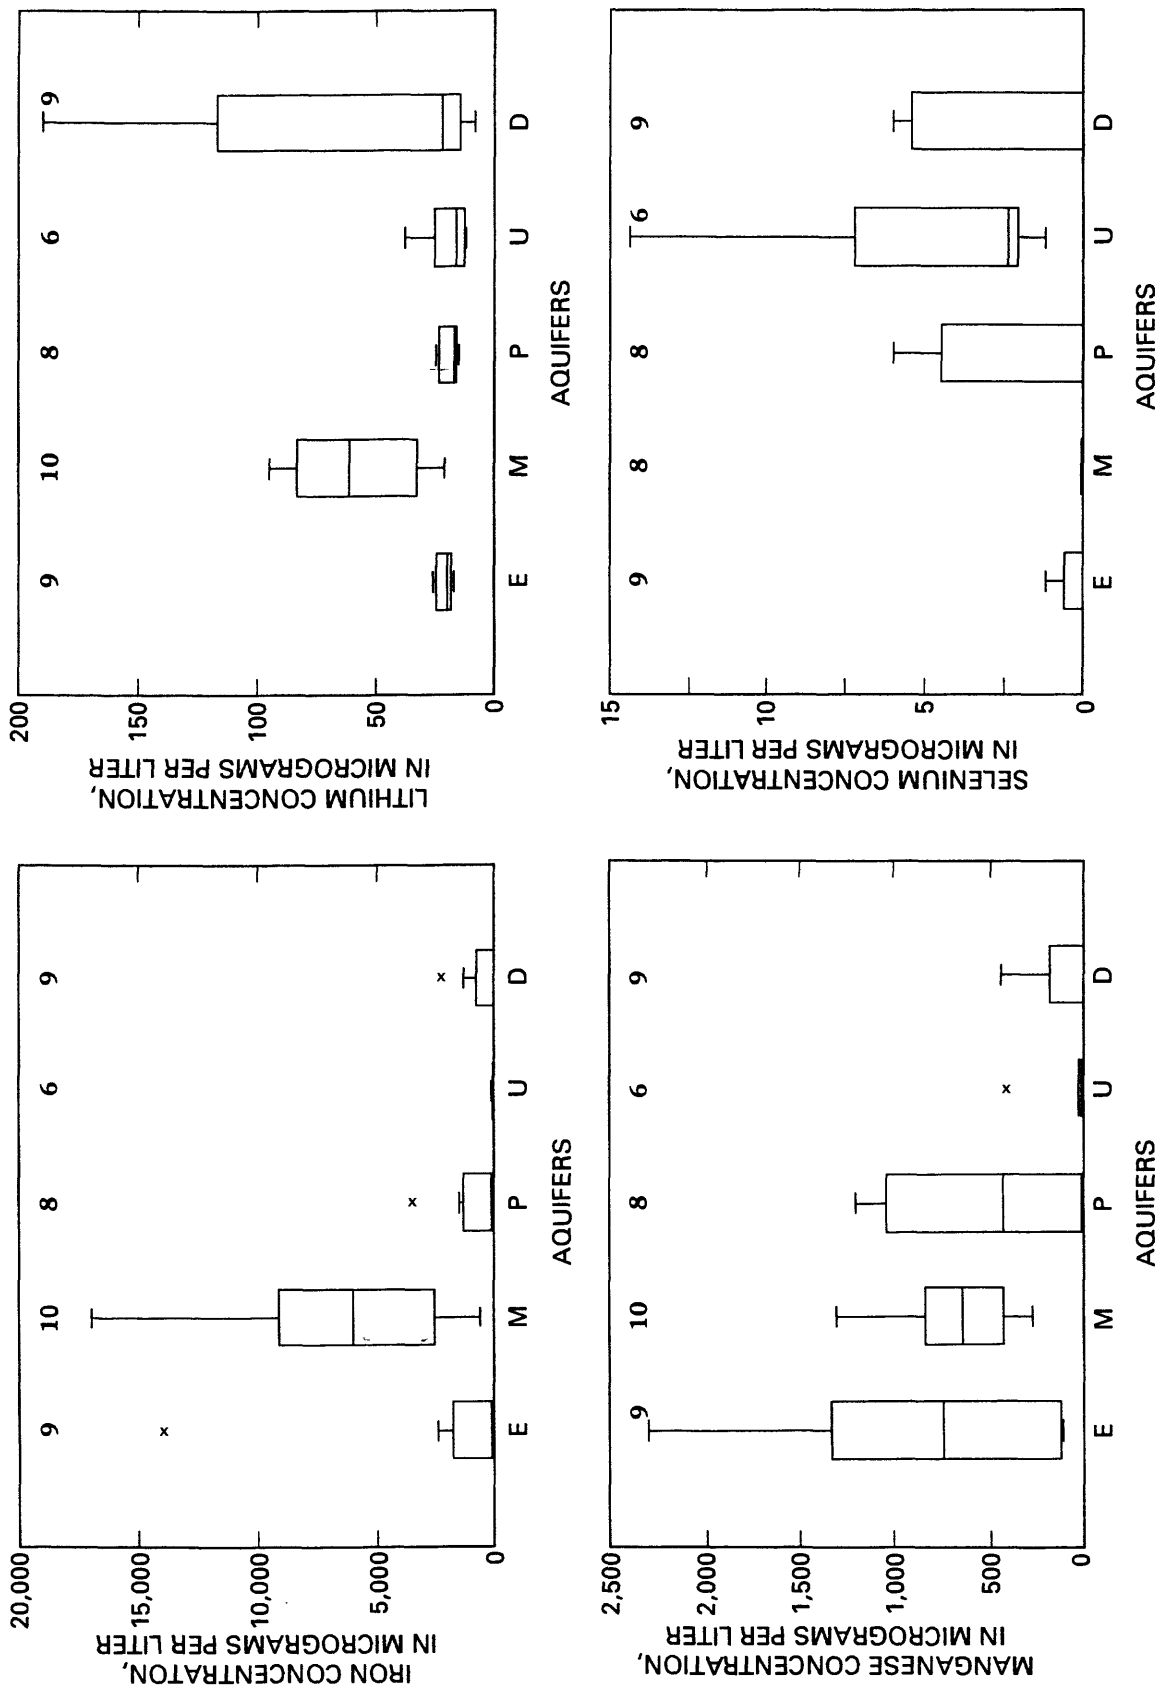 20,000
15,000
10,000
5,000
0
IRON CONCENTRATON,
IN MICROGRAMS PER LITER
9
10
8
6
9
x
x
x
E
M
P
U
D
AQUIFERS
200
150
100
50
0
LITHIUM CONCENTRATION,
IN MICROGRAMS PER LITER
9
10
8
6
9
E
M
P
U
D
AQUIFERS
2,500
2,000
1,500
1,000
500
0
MANGANESE CONCENTRATION,
IN MICROGRAMS PER LITER
9
10
8
6
9
x
E
M
P
U
D
AQUIFERS
15
10
5
0
SELENIUM CONCENTRATION,
IN MICROGRAMS PER LITER
9
8
8
6
9
E
M
P
U
D
AQUIFERS